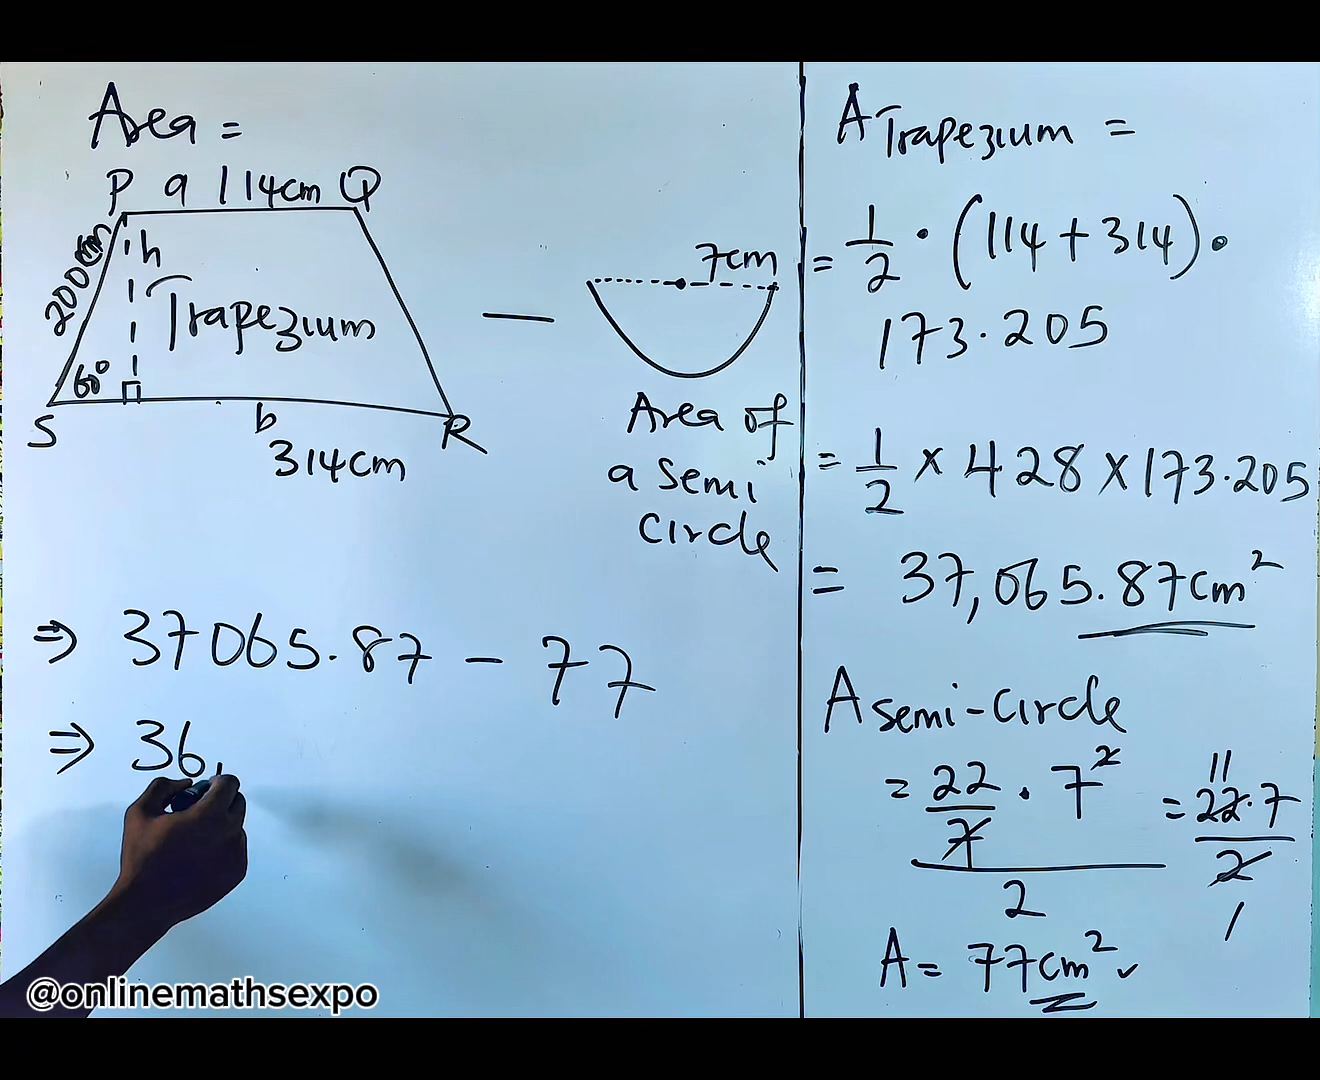 Area =
P a 114cm Q
200cm
h
Trapezium
60°
S
b
R
314cm
—
7cm
Area of
a semi
circle
⇒ 37065.87 - 77
⇒ 36,
@onlinemathsexpo
A Trapezium =
= 1/2 · (114 + 314) ·
173.205
= 1/2 × 428 × 173.205
= 37,065.87cm²
A semi-circle
= 22/7 · 7² / 2 = 22·7 / 2
11
1
A = 77cm²